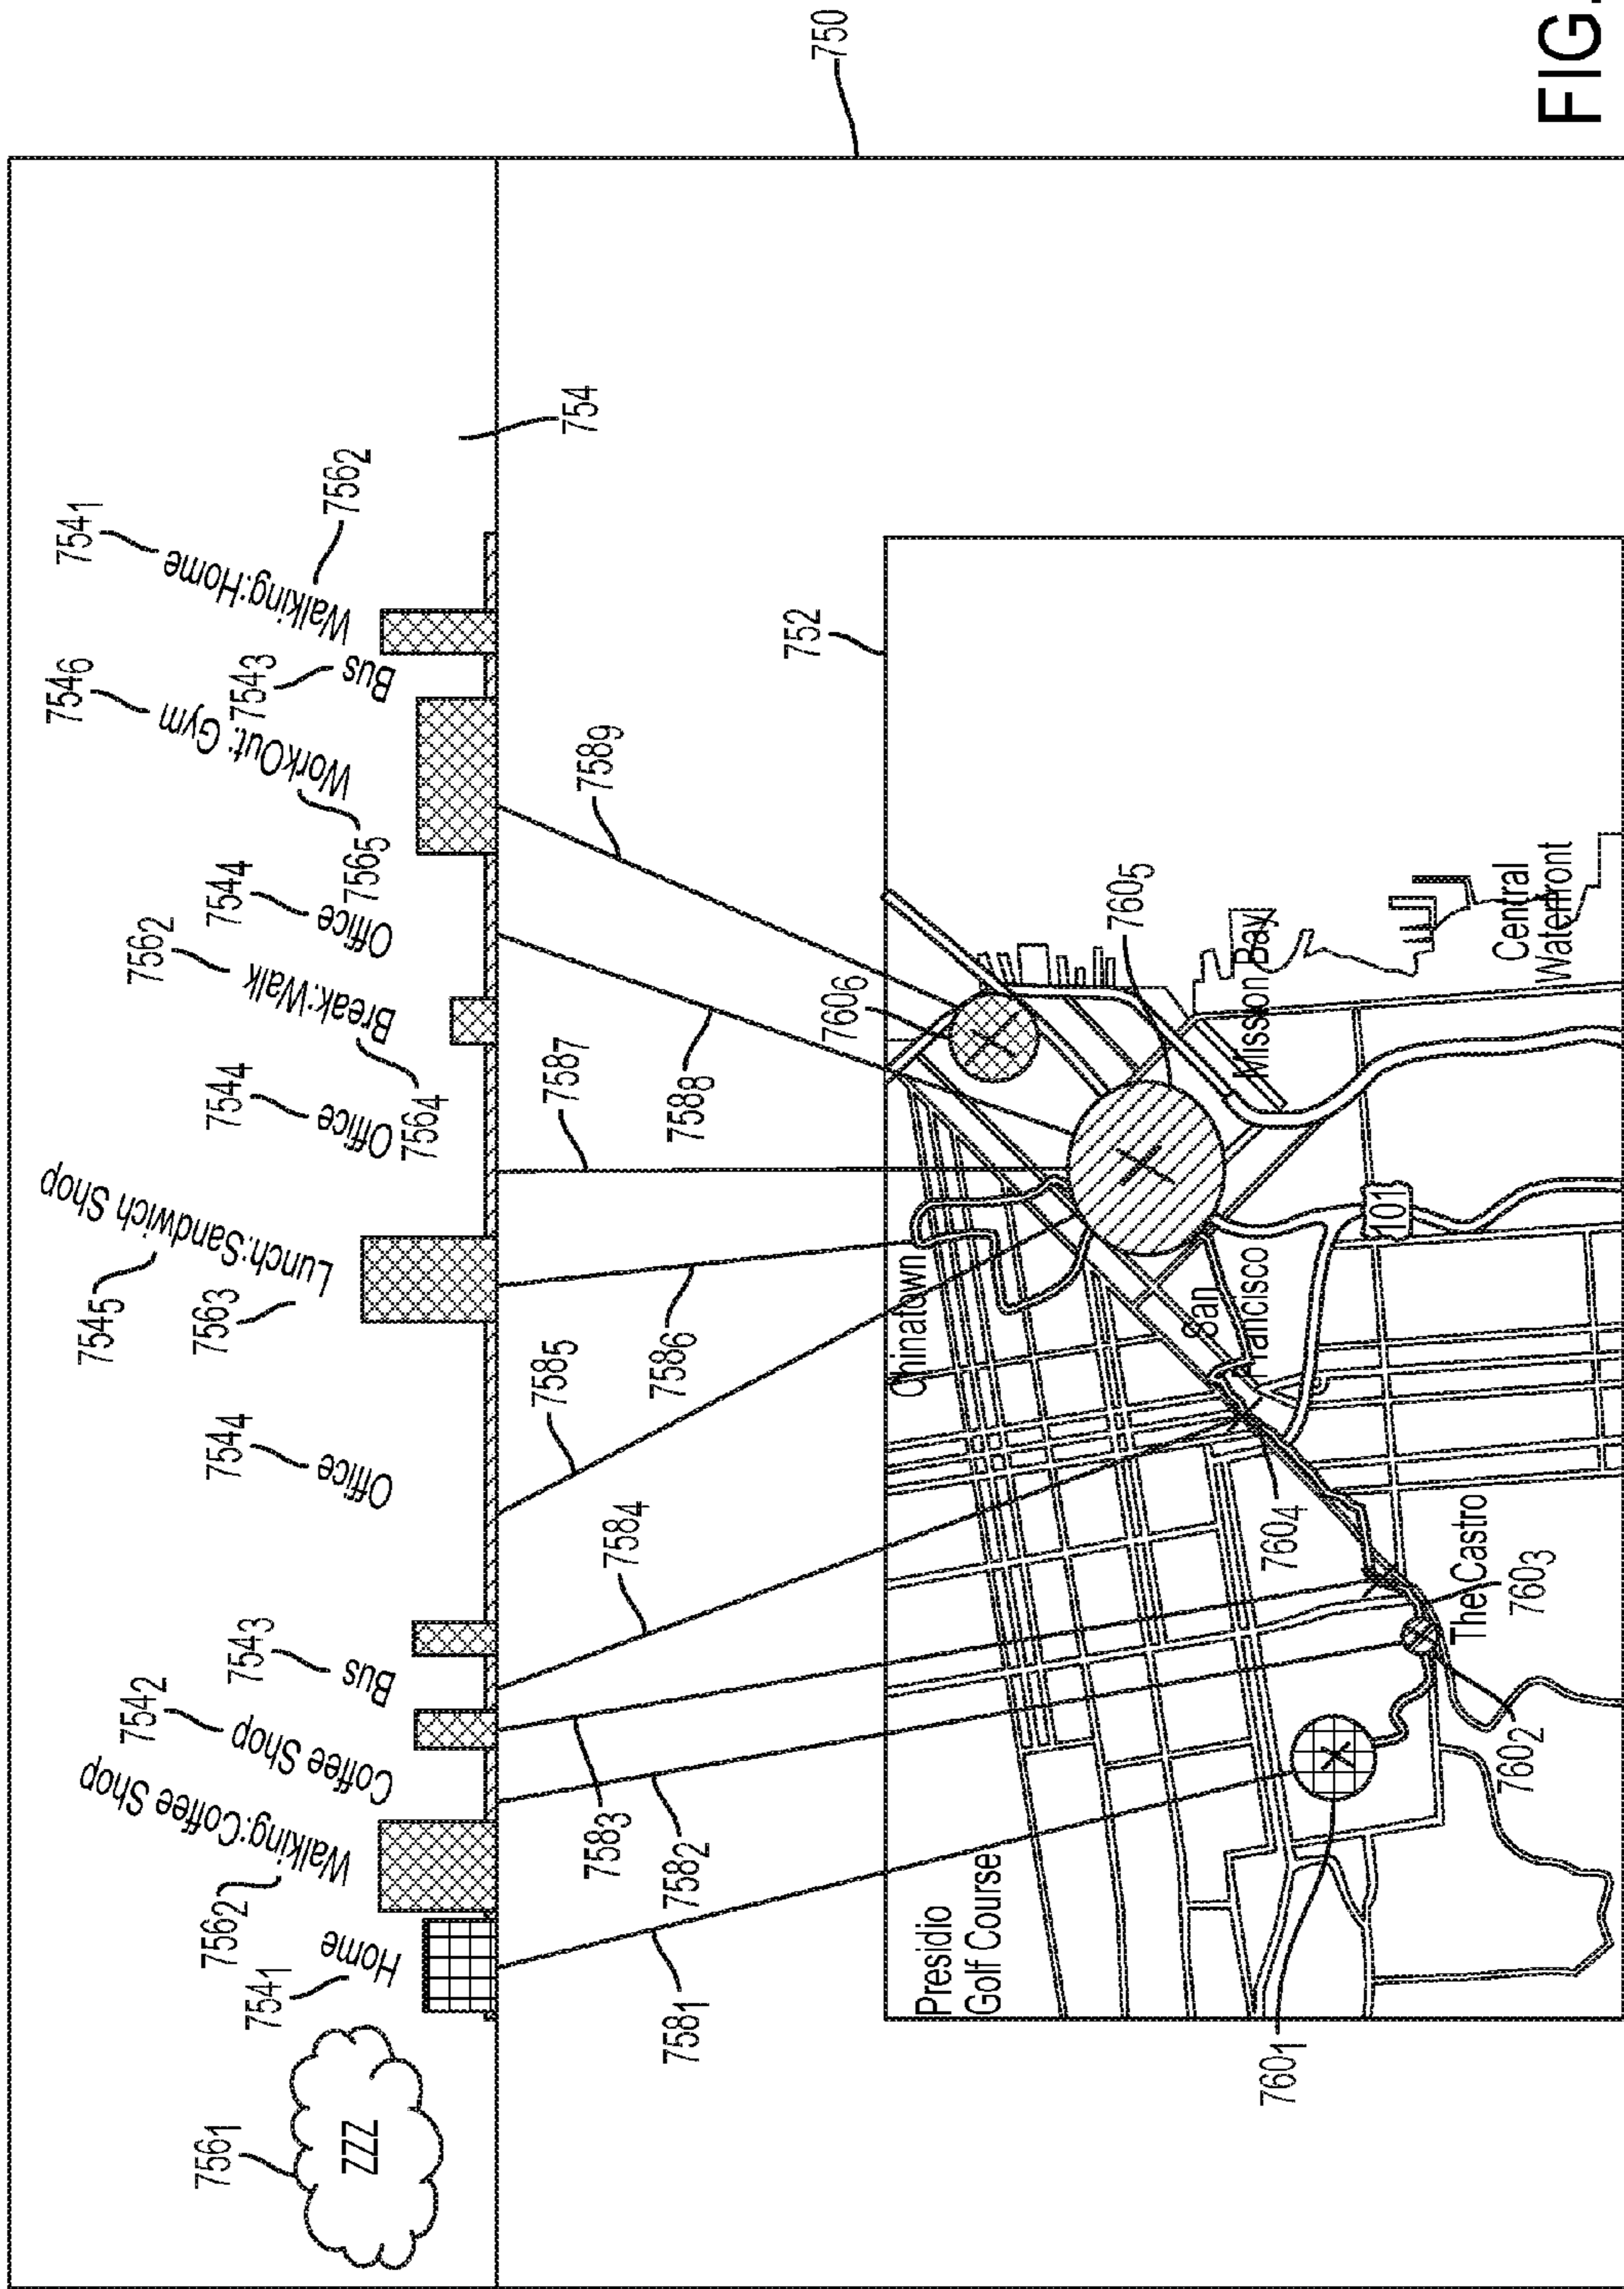 FIG.
750
756₁
ZZZ
754₁
Home
756₂
Walking:Coffee Shop
754₂
Coffee Shop
754₃
Bus
754₄
Office
754₅
756₃
Lunch:Sandwich Shop
754₄
Office
756₂
Break:Walk
756₄
754₄
Office
754₆
WorkOut: Gym
756₅
754₃
Bus
754₁
Walking:Home
756₂
754
758₁
758₂
758₃
758₄
758₅
758₆
758₇
758₈
758₉
752
Presidio
Golf Course
Chinatown
San
Francisco
101
Mission Bay
Central
Waterfront
The Castro
760₁
760₂
760₃
760₄
760₅
760₆